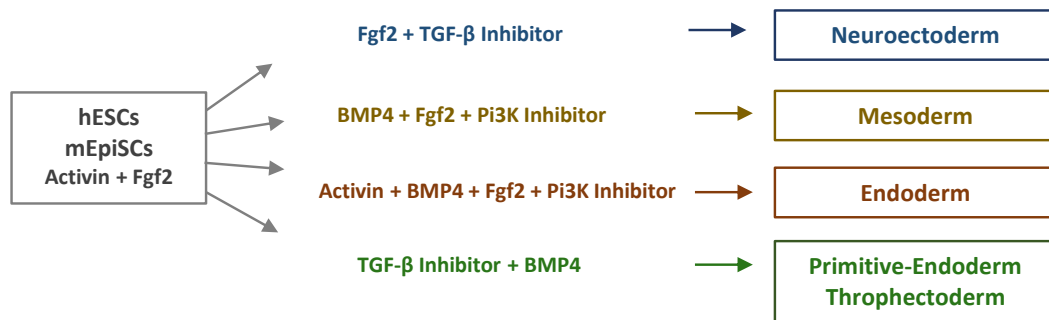 hESCs
mEpiSCs
Activin + Fgf2
Fgf2 + TGF-β Inhibitor
Neuroectoderm
BMP4 + Fgf2 + Pi3K Inhibitor
Mesoderm
Activin + BMP4 + Fgf2 + Pi3K Inhibitor
Endoderm
TGF-β Inhibitor + BMP4
Primitive-Endoderm
Throphectoderm